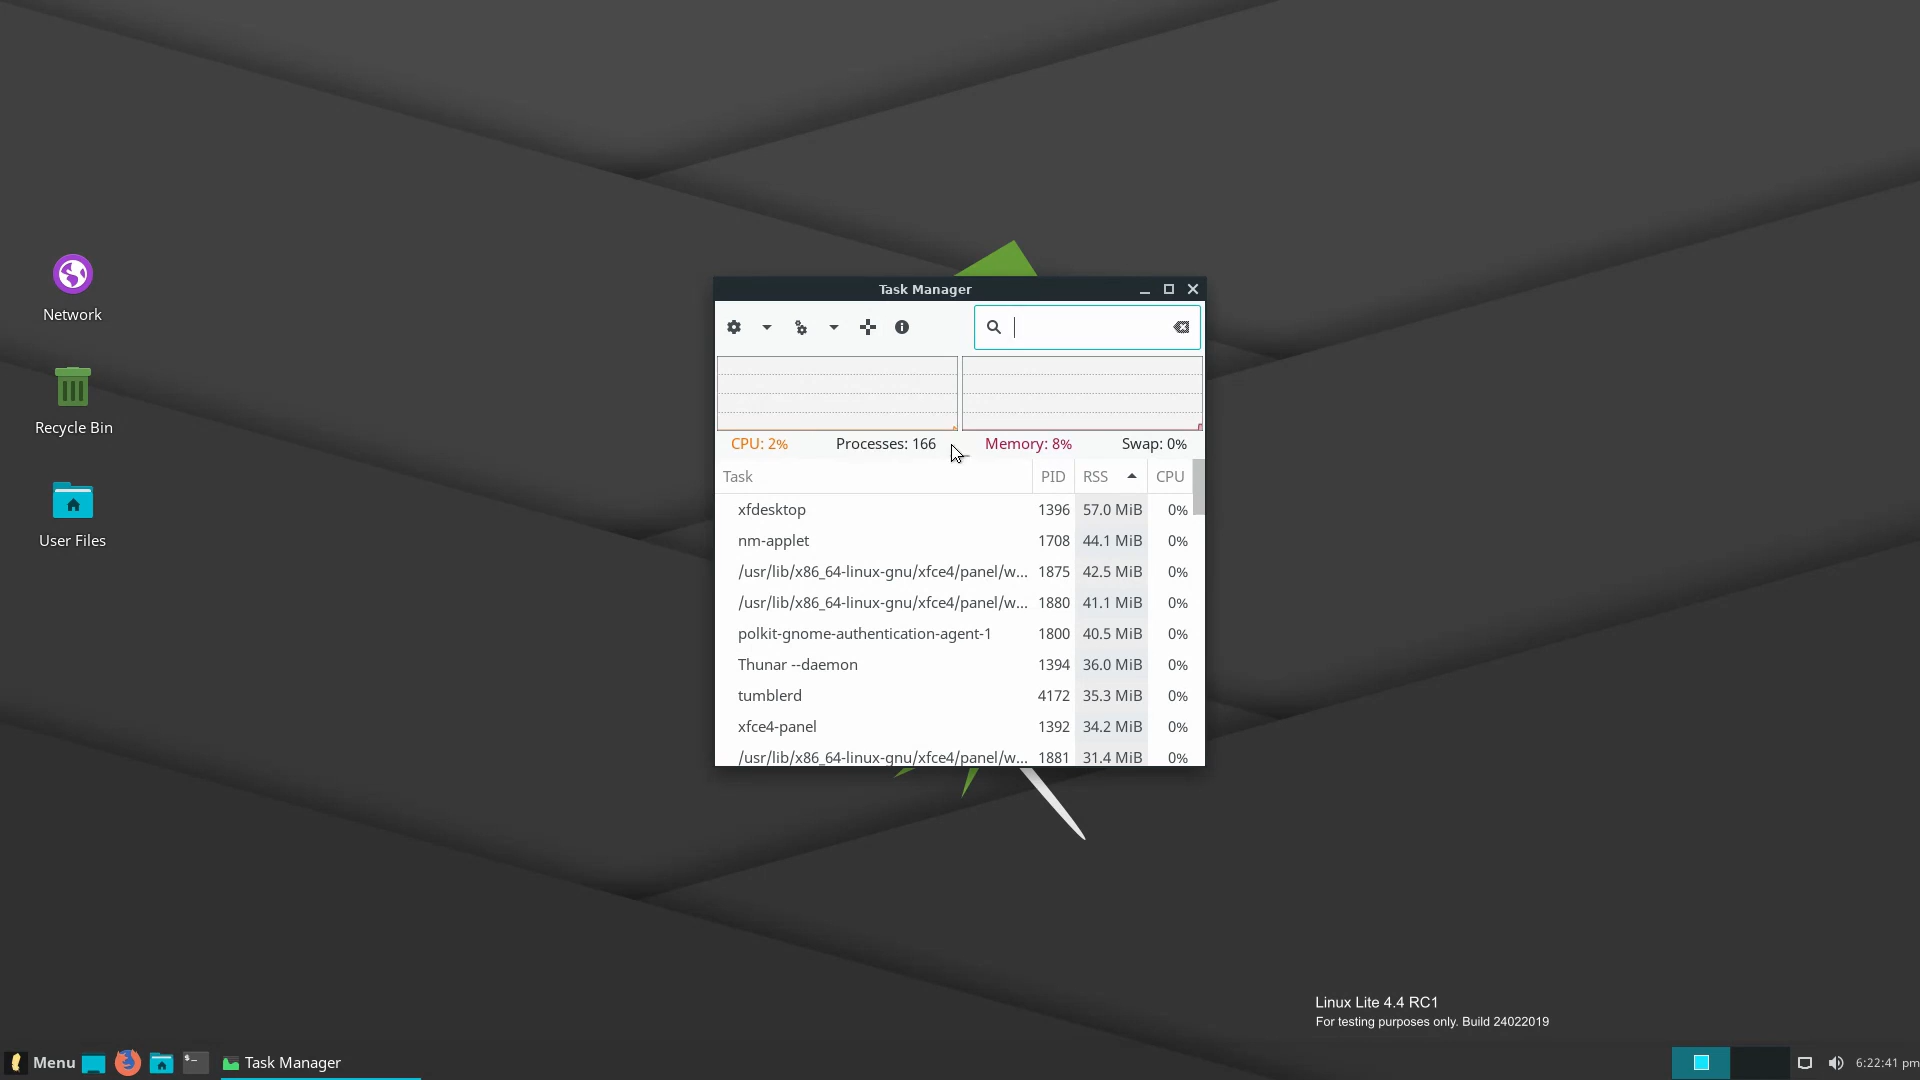 Network
Recycle Bin
User Files
Task Manager
CPU: 2% Processes: 166 Memory: 8% Swap: 0%
Task PID RSS CPU
xfdesktop 1396 57.0 MiB 0%
nm-applet 1708 44.1 MiB 0%
/usr/lib/x86_64-linux-gnu/xfce4/panel/w... 1875 42.5 MiB 0%
/usr/lib/x86_64-linux-gnu/xfce4/panel/w... 1880 41.1 MiB 0%
polkit-gnome-authentication-agent-1 1800 40.5 MiB 0%
Thunar --daemon 1394 36.0 MiB 0%
tumblerd 4172 35.3 MiB 0%
xfce4-panel 1392 34.2 MiB 0%
/usr/lib/x86_64-linux-gnu/xfce4/panel/w... 1881 31.4 MiB 0%
Linux Lite 4.4 RC1
For testing purposes only. Build 24022019
Menu Task Manager 6:22:41 pm